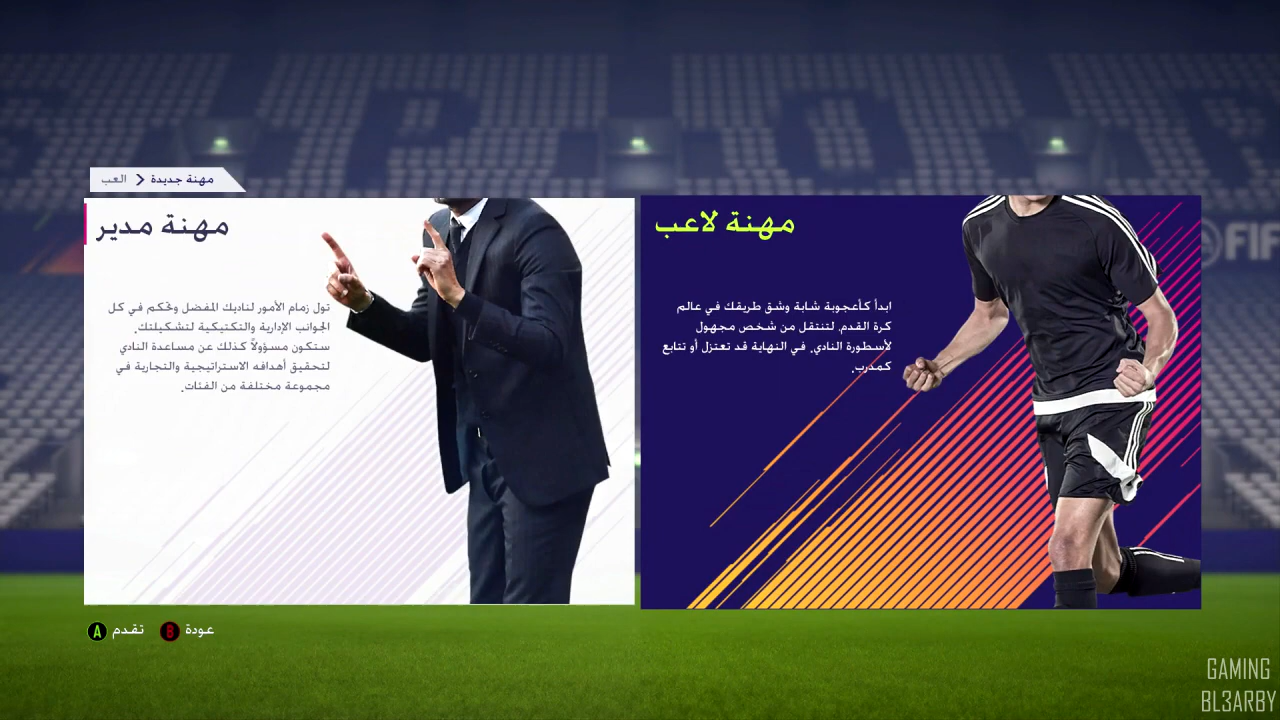 العب > مهنة جديدة
مهنة مدير
تول زمام الأمور لناديك المفضل وتحكم في كل
الجوانب الإدارية والتكتيكية لتشكيلتك.
ستكون مسؤولاً كذلك عن مساعدة النادي
لتحقيق أهدافه الاستراتيجية والتجارية في
مجموعة مختلفة من الفئات.
مهنة لاعب
ابدأ كأعجوبة شابة وشق طريقك في عالم
كرة القدم. لتنتقل من شخص مجهول
لأسطورة النادي. في النهاية قد تعتزل أو تتابع
كمدرب.
FIF
A تقدم B عودة
GAMING
BL3ARBY